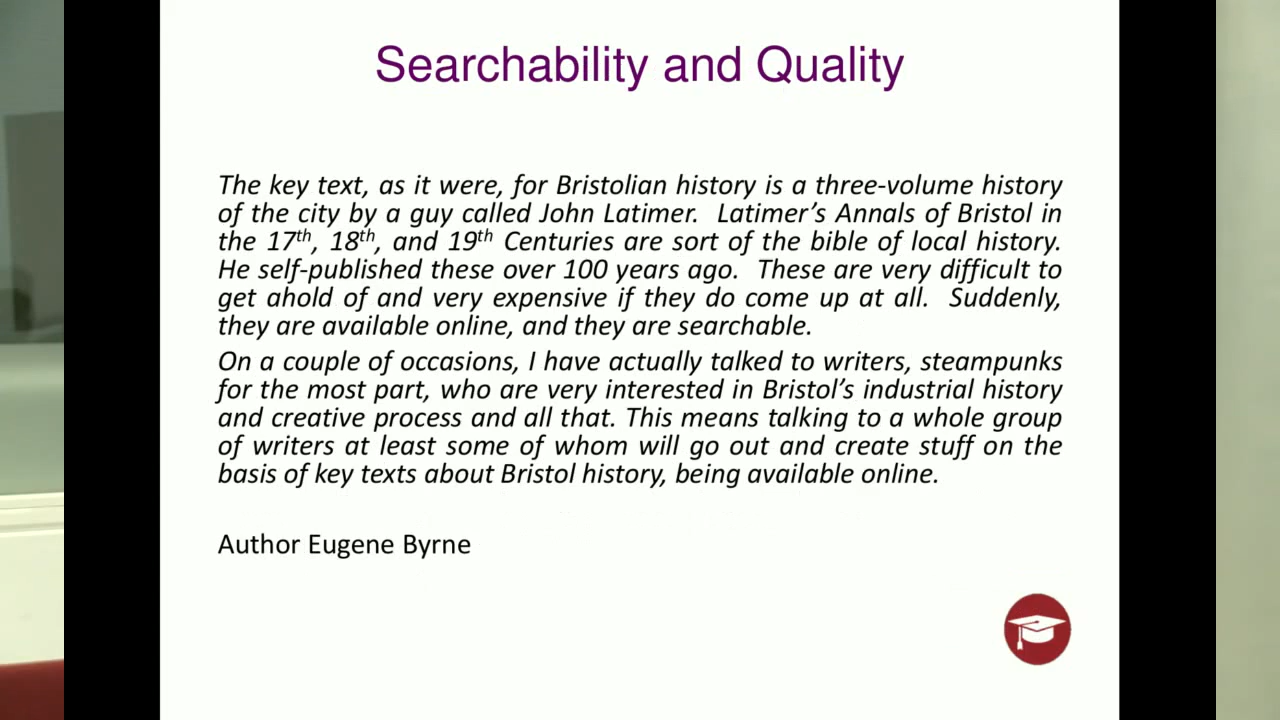 Searchability and Quality
The key text, as it were, for Bristolian history is a three-volume history
of the city by a guy called John Latimer.  Latimer’s Annals of Bristol in
the 17th, 18th, and 19th Centuries are sort of the bible of local history.
He self-published these over 100 years ago.  These are very difficult to
get ahold of and very expensive if they do come up at all.  Suddenly,
they are available online, and they are searchable.
On a couple of occasions, I have actually talked to writers, steampunks
for the most part, who are very interested in Bristol’s industrial history
and creative process and all that. This means talking to a whole group
of writers at least some of whom will go out and create stuff on the
basis of key texts about Bristol history, being available online.
Author Eugene Byrne